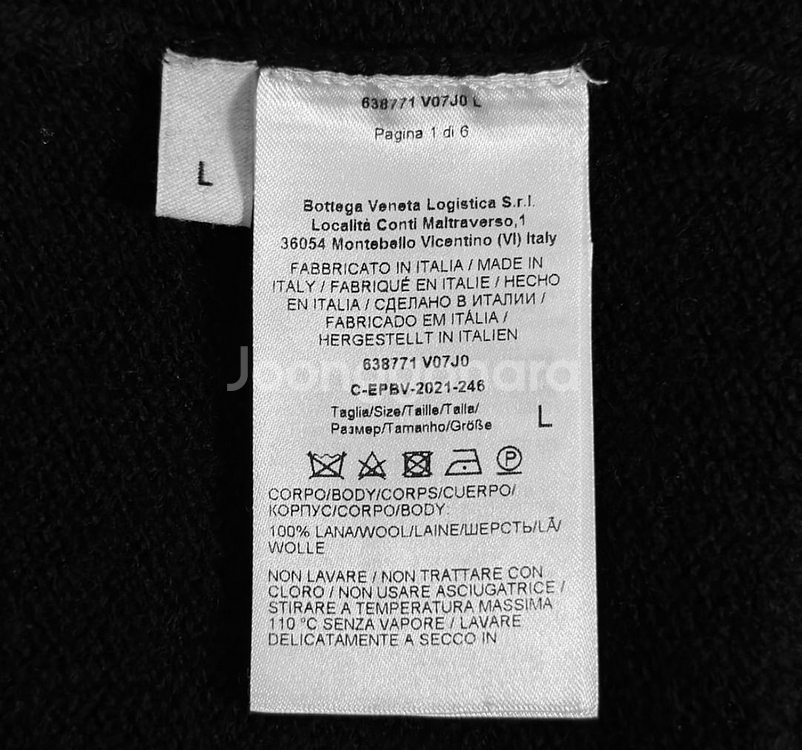 L
638771 V07J0 L
Pagina 1 di 6
Bottega Veneta Logistica S.r.l.
Località Conti Maltraverso,1
36054 Montebello Vicentino (VI) Italy
FABBRICATO IN ITALIA / MADE IN
ITALY / FABRIQUÉ EN ITALIE / HECHO
EN ITALIA / СДЕЛАНО В ИТАЛИИ /
FABRICADO EM ITÁLIA /
HERGESTELLT IN ITALIEN
638771 V07J0
Joonggonara
C-EPBV-2021-246
Taglia/Size/Taille/Talla/
Размер/Tamanho/Größe
L
P
CORPO/BODY/CORPS/CUERPO/
КОРПУС/CORPO/BODY:
100% LANA/WOOL/LAINE/ШЕРСТЬ/LÃ/
WOLLE
NON LAVARE / NON TRATTARE CON
CLORO / NON USARE ASCIUGATRICE /
STIRARE A TEMPERATURA MASSIMA
110 °C SENZA VAPORE / LAVARE
DELICATAMENTE A SECCO IN